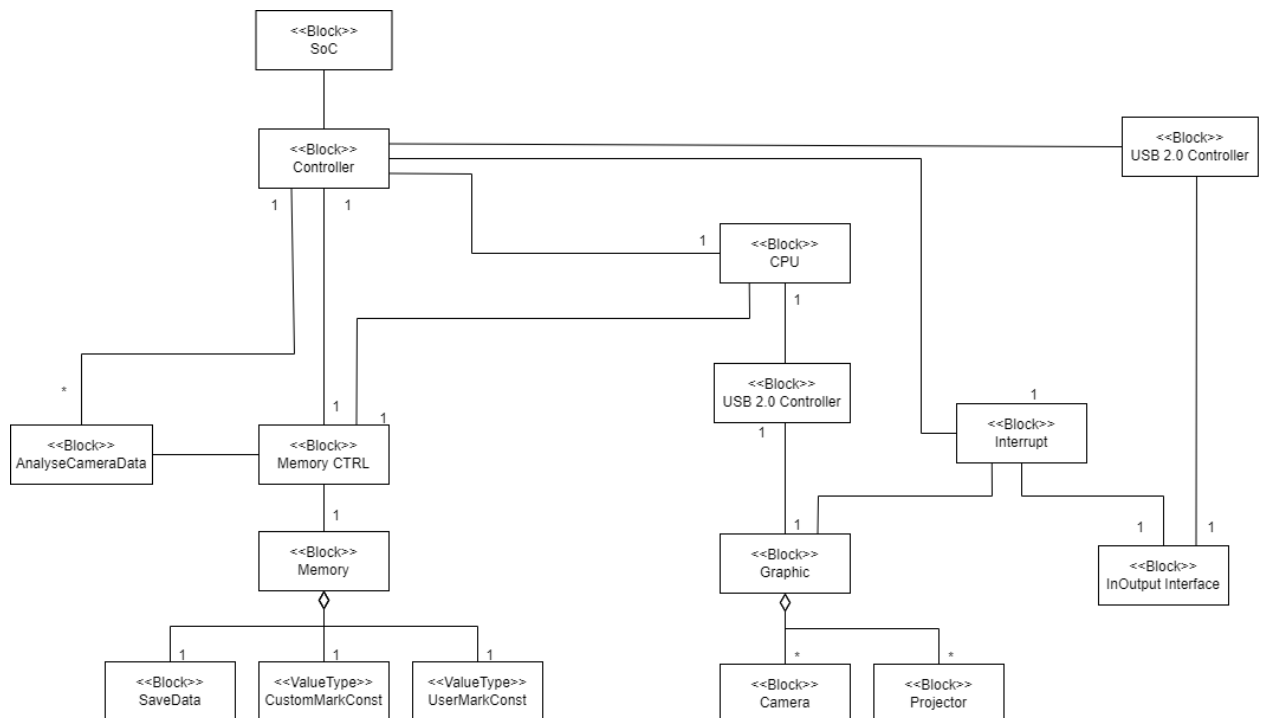 <<Block>>
SoC
<<Block>>
Controller
<<Block>>
USB 2.0 Controller
1
1
1
<<Block>>
CPU
1
<<Block>>
USB 2.0 Controller
*
1
1
1
1
<<Block>>
AnalyseCameraData
<<Block>>
Memory CTRL
<<Block>>
Interrupt
1
1
1
1
<<Block>>
Memory
<<Block>>
Graphic
<<Block>>
InOutput Interface
1
1
1
*
*
<<Block>>
SaveData
<<ValueType>>
CustomMarkConst
<<ValueType>>
UserMarkConst
<<Block>>
Camera
<<Block>>
Projector